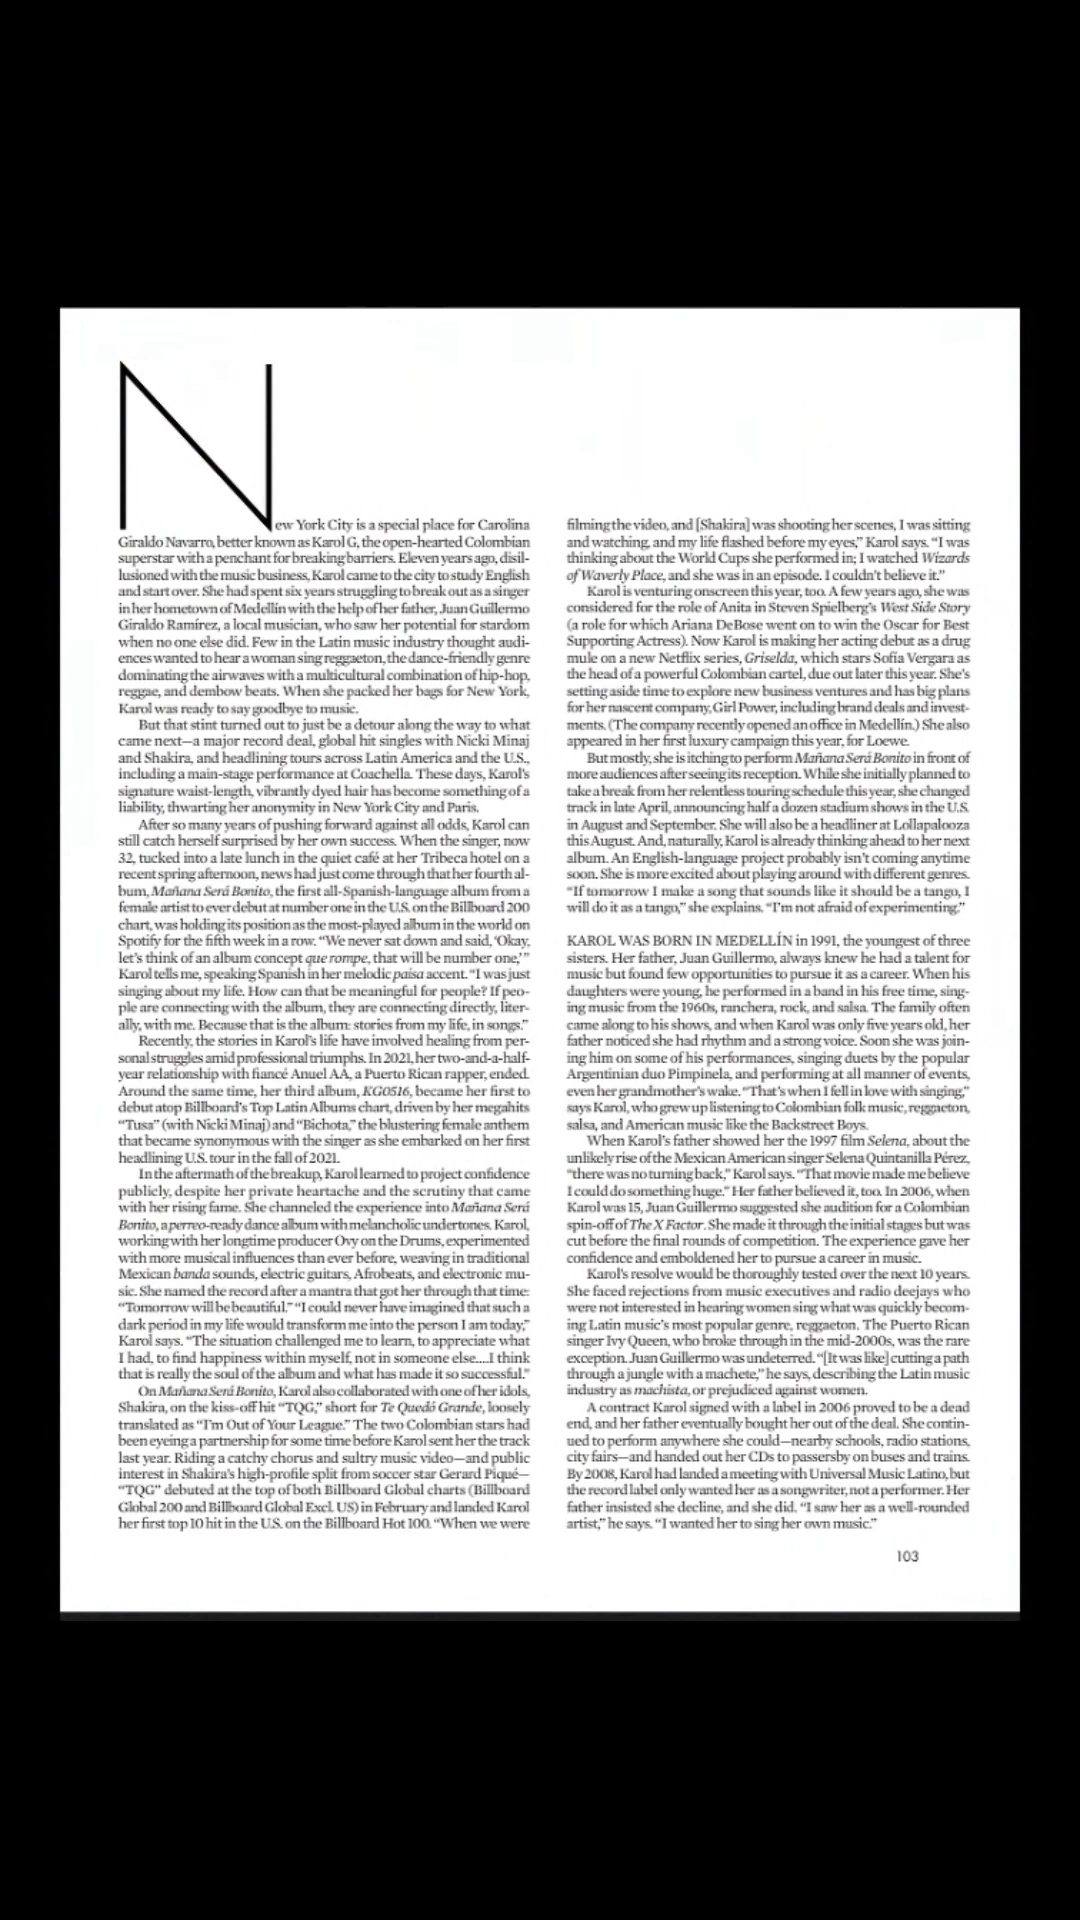 New York City is a special place for Carolina
Giraldo Navarro, better known as Karol G, the open-hearted Colombian
superstar with a penchant for breaking barriers. Eleven years ago, disil-
lusioned with the music business, Karol came to the city to study English
and start over. She had spent six years struggling to break out as a singer
in her hometown of Medellín with the help of her father, Juan Guillermo
Giraldo Ramírez, a local musician, who saw her potential for stardom
when no one else did. Few in the Latin music industry thought audi-
ences wanted to hear a woman sing reggaeton, the dance-friendly genre
dominating the airwaves with a multicultural combination of hip-hop,
reggae, and dembow beats. When she packed her bags for New York,
Karol was ready to say goodbye to music.
But that stint turned out to just be a detour along the way to what
came next—a major record deal, global hit singles with Nicki Minaj
and Shakira, and headlining tours across Latin America and the U.S.,
including a main-stage performance at Coachella. These days, Karol's
signature waist-length, vibrantly dyed hair has become something of a
liability, thwarting her anonymity in New York City and Paris.
After so many years of pushing forward against all odds, Karol can
still catch herself surprised by her own success. When the singer, now
32, tucked into a late lunch in the quiet café at her Tribeca hotel on a
recent spring afternoon, news had just come through that her fourth al-
bum, Mañana Será Bonito, the first all-Spanish-language album from a
female artist to ever debut at number one in the U.S. on the Billboard 200
chart, was holding its position as the most-played album in the world on
Spotify for the fifth week in a row. “We never sat down and said, ‘Okay,
let's think of an album concept que rompe, that will be number one,’”
Karol tells me, speaking Spanish in her melodic paisa accent. “I was just
singing about my life. How can that be meaningful for people? If peo-
ple are connecting with the album, they are connecting directly, liter-
ally, with me. Because that is the album: stories from my life, in songs.”
Recently, the stories in Karol's life have involved healing from per-
sonal struggles amid professional triumphs. In 2021, her two-and-a-half-
year relationship with fiancé Anuel AA, a Puerto Rican rapper, ended.
Around the same time, her third album, KG0516, became her first to
debut atop Billboard's Top Latin Albums chart, driven by her megahits
“Tusa” (with Nicki Minaj) and “Bichota,” the blustering female anthem
that became synonymous with the singer as she embarked on her first
headlining U.S. tour in the fall of 2021.
In the aftermath of the breakup, Karol learned to project confidence
publicly, despite her private heartache and the scrutiny that came
with her rising fame. She channeled the experience into Mañana Será
Bonito, a perreo-ready dance album with melancholic undertones. Karol,
working with her longtime producer Ovy on the Drums, experimented
with more musical influences than ever before, weaving in traditional
Mexican banda sounds, electric guitars, Afrobeats, and electronic mu-
sic. She named the record after a mantra that got her through that time:
“Tomorrow will be beautiful.” “I could never have imagined that such a
dark period in my life would transform me into the person I am today,”
Karol says. “The situation challenged me to learn, to appreciate what
I had, to find happiness within myself, not in someone else....I think
that is really the soul of the album and what has made it so successful.”
On Mañana Será Bonito, Karol also collaborated with one of her idols,
Shakira, on the kiss-off hit “TQG,” short for Te Quedó Grande, loosely
translated as “I'm Out of Your League.” The two Colombian stars had
been eyeing a partnership for some time before Karol sent her the track
last year. Riding a catchy chorus and sultry music video—and public
interest in Shakira's high-profile split from soccer star Gerard Piqué—
“TQG” debuted at the top of both Billboard Global charts (Billboard
Global 200 and Billboard Global Excl. US) in February and landed Karol
her first top 10 hit in the U.S. on the Billboard Hot 100. “When we were
filming the video, and [Shakira] was shooting her scenes, I was sitting
and watching, and my life flashed before my eyes,” Karol says. “I was
thinking about the World Cups she performed in; I watched Wizards
of Waverly Place, and she was in an episode. I couldn't believe it.”
Karol is venturing onscreen this year, too. A few years ago, she was
considered for the role of Anita in Steven Spielberg's West Side Story
(a role for which Ariana DeBose went on to win the Oscar for Best
Supporting Actress). Now Karol is making her acting debut as a drug
mule on a new Netflix series, Griselda, which stars Sofía Vergara as
the head of a powerful Colombian cartel, due out later this year. She's
setting aside time to explore new business ventures and has big plans
for her nascent company, Girl Power, including brand deals and invest-
ments. (The company recently opened an office in Medellín.) She also
appeared in her first luxury campaign this year, for Loewe.
But mostly, she is itching to perform Mañana Será Bonito in front of
more audiences after seeing its reception. While she initially planned to
take a break from her relentless touring schedule this year, she changed
track in late April, announcing half a dozen stadium shows in the U.S.
in August and September. She will also be a headliner at Lollapalooza
this August. And, naturally, Karol is already thinking ahead to her next
album. An English-language project probably isn't coming anytime
soon. She is more excited about playing around with different genres.
“If tomorrow I make a song that sounds like it should be a tango, I
will do it as a tango,” she explains. “I'm not afraid of experimenting.”
KAROL WAS BORN IN MEDELLÍN in 1991, the youngest of three
sisters. Her father, Juan Guillermo, always knew he had a talent for
music but found few opportunities to pursue it as a career. When his
daughters were young, he performed in a band in his free time, sing-
ing music from the 1960s, ranchera, rock, and salsa. The family often
came along to his shows, and when Karol was only five years old, her
father noticed she had rhythm and a strong voice. Soon she was join-
ing him on some of his performances, singing duets by the popular
Argentinian duo Pimpinela, and performing at all manner of events,
even her grandmother's wake. “That's when I fell in love with singing,”
says Karol, who grew up listening to Colombian folk music, reggaeton,
salsa, and American music like the Backstreet Boys.
When Karol's father showed her the 1997 film Selena, about the
unlikely rise of the Mexican American singer Selena Quintanilla Pérez,
“there was no turning back,” Karol says. “That movie made me believe
I could do something huge.” Her father believed it, too. In 2006, when
Karol was 15, Juan Guillermo suggested she audition for a Colombian
spin-off of The X Factor. She made it through the initial stages but was
cut before the final rounds of competition. The experience gave her
confidence and emboldened her to pursue a career in music.
Karol's resolve would be thoroughly tested over the next 10 years.
She faced rejections from music executives and radio deejays who
were not interested in hearing women sing what was quickly becom-
ing Latin music's most popular genre, reggaeton. The Puerto Rican
singer Ivy Queen, who broke through in the mid-2000s, was the rare
exception. Juan Guillermo was undeterred. “[It was like] cutting a path
through a jungle with a machete,” he says, describing the Latin music
industry as machista, or prejudiced against women.
A contract Karol signed with a label in 2006 proved to be a dead
end, and her father eventually bought her out of the deal. She contin-
ued to perform anywhere she could—nearby schools, radio stations,
city fairs—and handed out her CDs to passersby on buses and trains.
By 2008, Karol had landed a meeting with Universal Music Latino, but
the record label only wanted her as a songwriter, not a performer. Her
father insisted she decline, and she did. “I saw her as a well-rounded
artist,” he says. “I wanted her to sing her own music.”
103